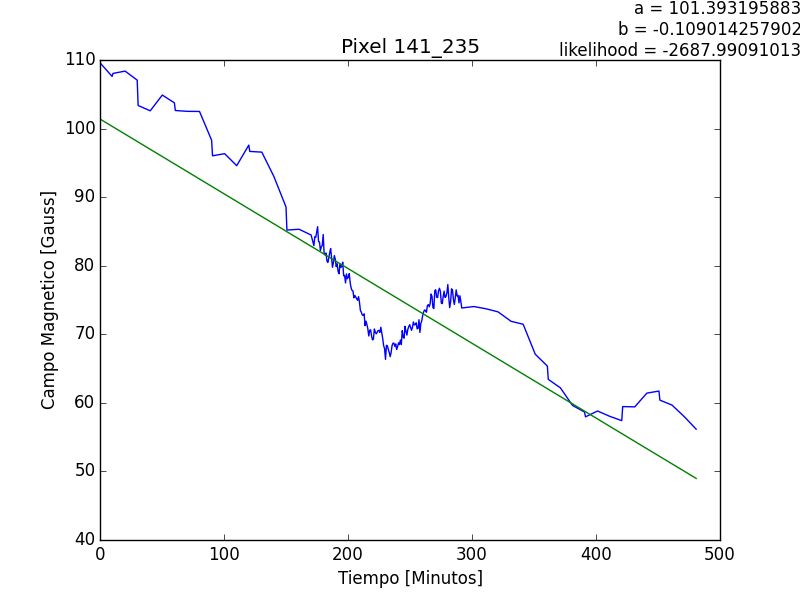 a = 101.393195883
b = -0.109014257902
likelihood = -2687.99091013
Pixel 141_235
110
100
90
80
70
60
50
40
Campo Magnetico [Gauss]
0 100 200 300 400 500
Tiempo [Minutos]